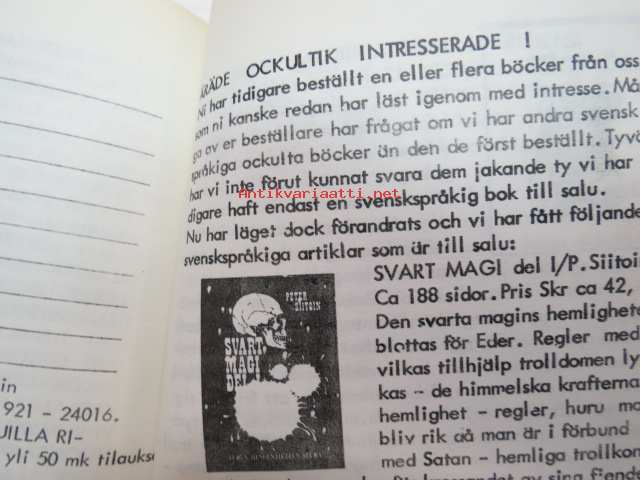 in
921 - 24016.
JILLA RI-
yli 50 mk tilaukse
RÄDE OCKULTIK INTRESSERADE !
Ni har tidigare beställt en eller flera böcker från oss
som ni kanske redan har läst igenom med intresse. Må
ga av er beställare har frågat om vi har andra svensk
språkiga ockulta böcker än den de först beställt. Tyvä
har vi inte förut kunnat svara dem jakande ty vi har
digare haft endast en svenskspråkig bok till salu.
Nu har läget dock förandrats och vi har fått följande
svenskspråkiga artiklar som är till salu:
Antikvariaatti.net
PETER
SIITOIN
SVART
MAGI
DEL
SVART MAGI del I/P.Siitoin
Ca 188 sidor. Pris Skr ca 42,
Den svarta magins hemlighete
blottas för Eder. Regler med
vilkas tillhjälp trolldomen ly
kas - de himmelska krafterna
hemlighet - regler, huru ma
bliv rik då man är i förbund
med Satan - hemliga trollkon